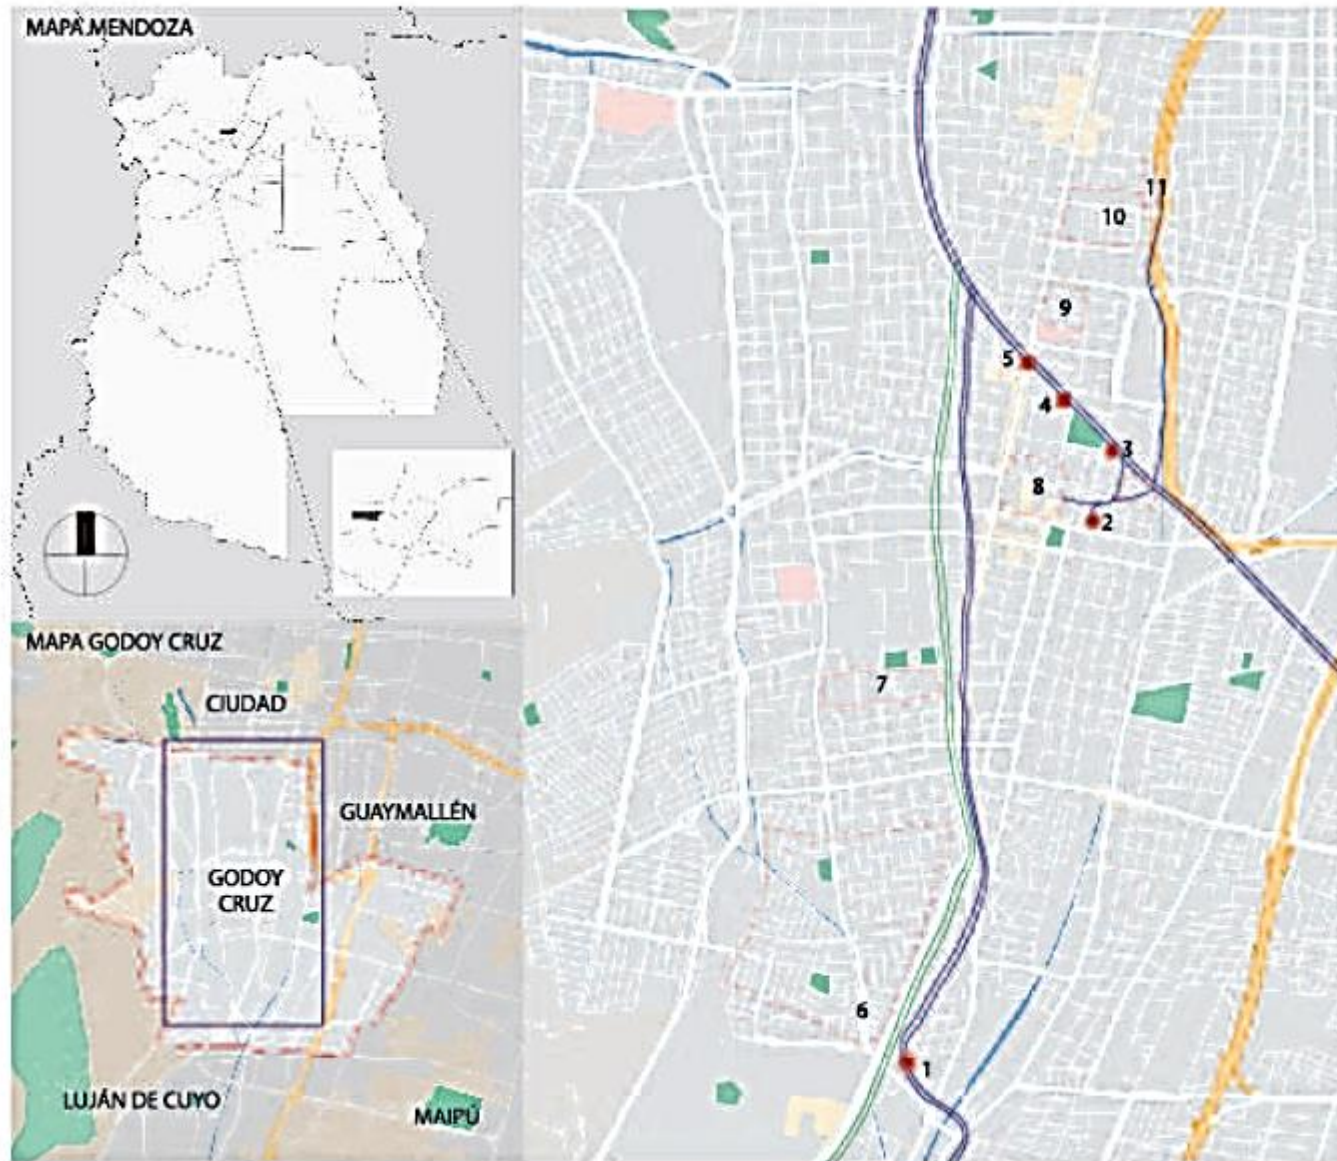 MAPA MENDOZA
11
10
9
5
4
3
8
2
MAPA GODOY CRUZ
7
CIUDAD
GUAYMALLÉN
GODOY
CRUZ
6
1
LUJÁN DE CUYO
MAIPÚ